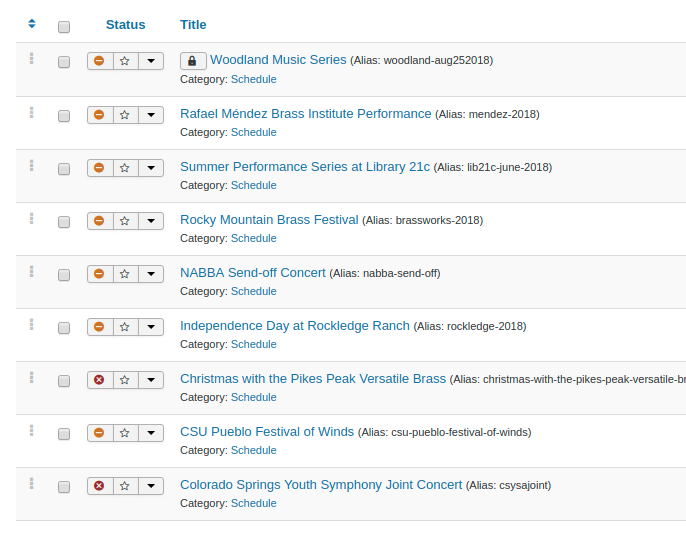 Status Title
Woodland Music Series (Alias: woodland-aug252018)
Category: Schedule
Rafael Méndez Brass Institute Performance (Alias: mendez-2018)
Category: Schedule
Summer Performance Series at Library 21c (Alias: lib21c-june-2018)
Category: Schedule
Rocky Mountain Brass Festival (Alias: brassworks-2018)
Category: Schedule
NABBA Send-off Concert (Alias: nabba-send-off)
Category: Schedule
Independence Day at Rockledge Ranch (Alias: rockledge-2018)
Category: Schedule
Christmas with the Pikes Peak Versatile Brass (Alias: christmas-with-the-pikes-peak-versatile-br
Category: Schedule
CSU Pueblo Festival of Winds (Alias: csu-pueblo-festival-of-winds)
Category: Schedule
Colorado Springs Youth Symphony Joint Concert (Alias: csysajoint)
Category: Schedule